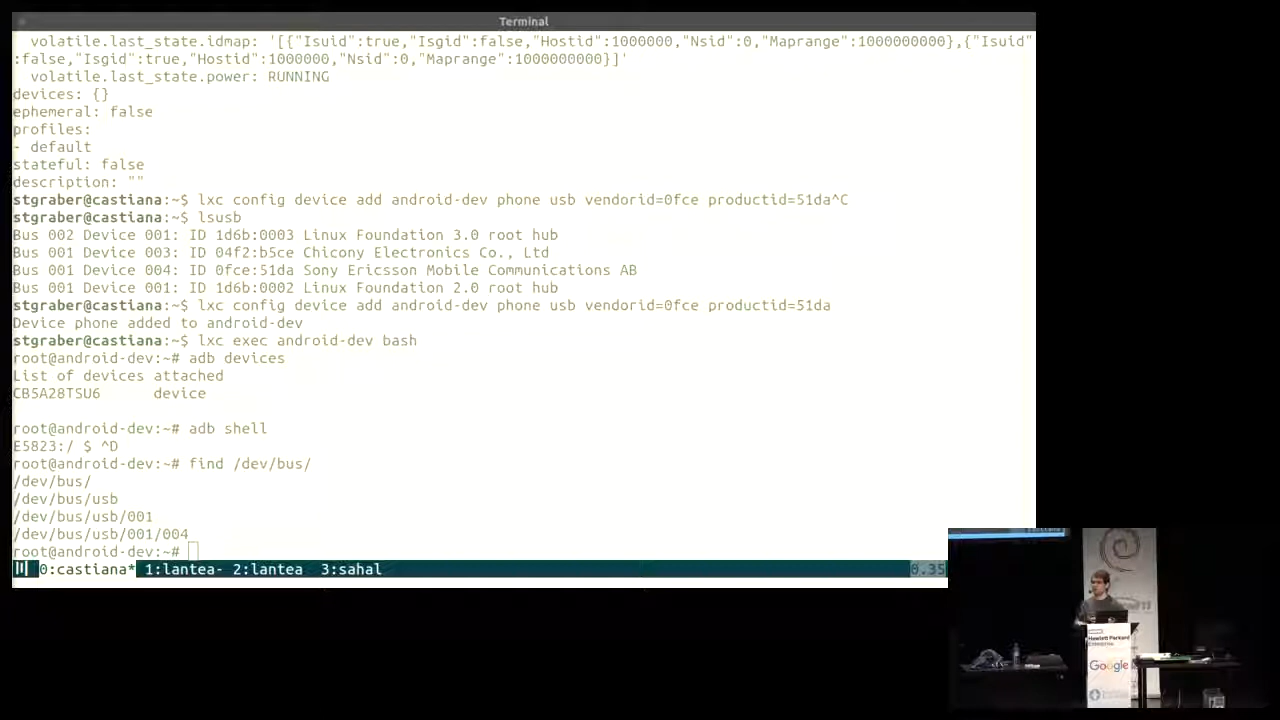 Terminal
volatile.last_state.idmap: '[{"Isuid":true,"Isgid":false,"Hostid":1000000,"Nsid":0,"Maprange":1000000000},{"Isuid"
:false,"Isgid":true,"Hostid":1000000,"Nsid":0,"Maprange":1000000000}]'
volatile.last_state.power: RUNNING
devices: {}
ephemeral: false
profiles:
- default
stateful: false
description: ""
stgraber@castiana:~$ lxc config device add android-dev phone usb vendorid=0fce productid=51da^C
stgraber@castiana:~$ lsusb
Bus 002 Device 001: ID 1d6b:0003 Linux Foundation 3.0 root hub
Bus 001 Device 003: ID 04f2:b5ce Chicony Electronics Co., Ltd
Bus 001 Device 004: ID 0fce:51da Sony Ericsson Mobile Communications AB
Bus 001 Device 001: ID 1d6b:0002 Linux Foundation 2.0 root hub
stgraber@castiana:~$ lxc config device add android-dev phone usb vendorid=0fce productid=51da
Device phone added to android-dev
stgraber@castiana:~$ lxc exec android-dev bash
root@android-dev:~# adb devices
List of devices attached
CB5A28TSU6 device
root@android-dev:~# adb shell
E5823:/ $ ^D
root@android-dev:~# find /dev/bus/
/dev/bus/
/dev/bus/usb
/dev/bus/usb/001
/dev/bus/usb/001/004
root@android-dev:~#
0:castiana* 1:lantea- 2:lantea 3:sahal 0.35
Hewlett Packard
Enterprise
Google